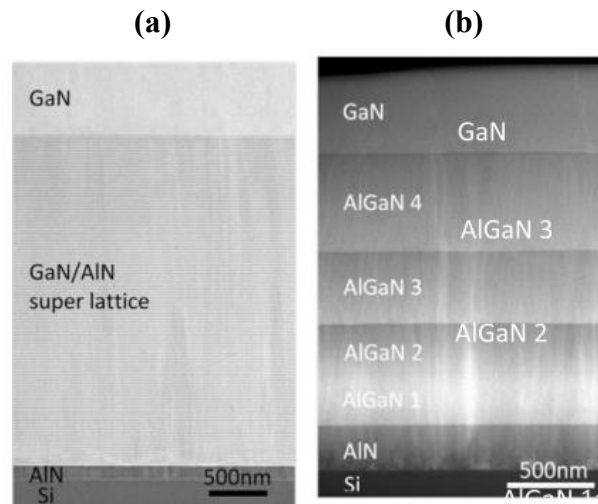 (a)
(b)
GaN
GaN/AlN
super lattice
AlN
Si
500nm
GaN
GaN
AlGaN 4
AlGaN 3
AlGaN 3
AlGaN 2
AlGaN 2
AlGaN 1
AlN
Si
500nm
AlGaN 1